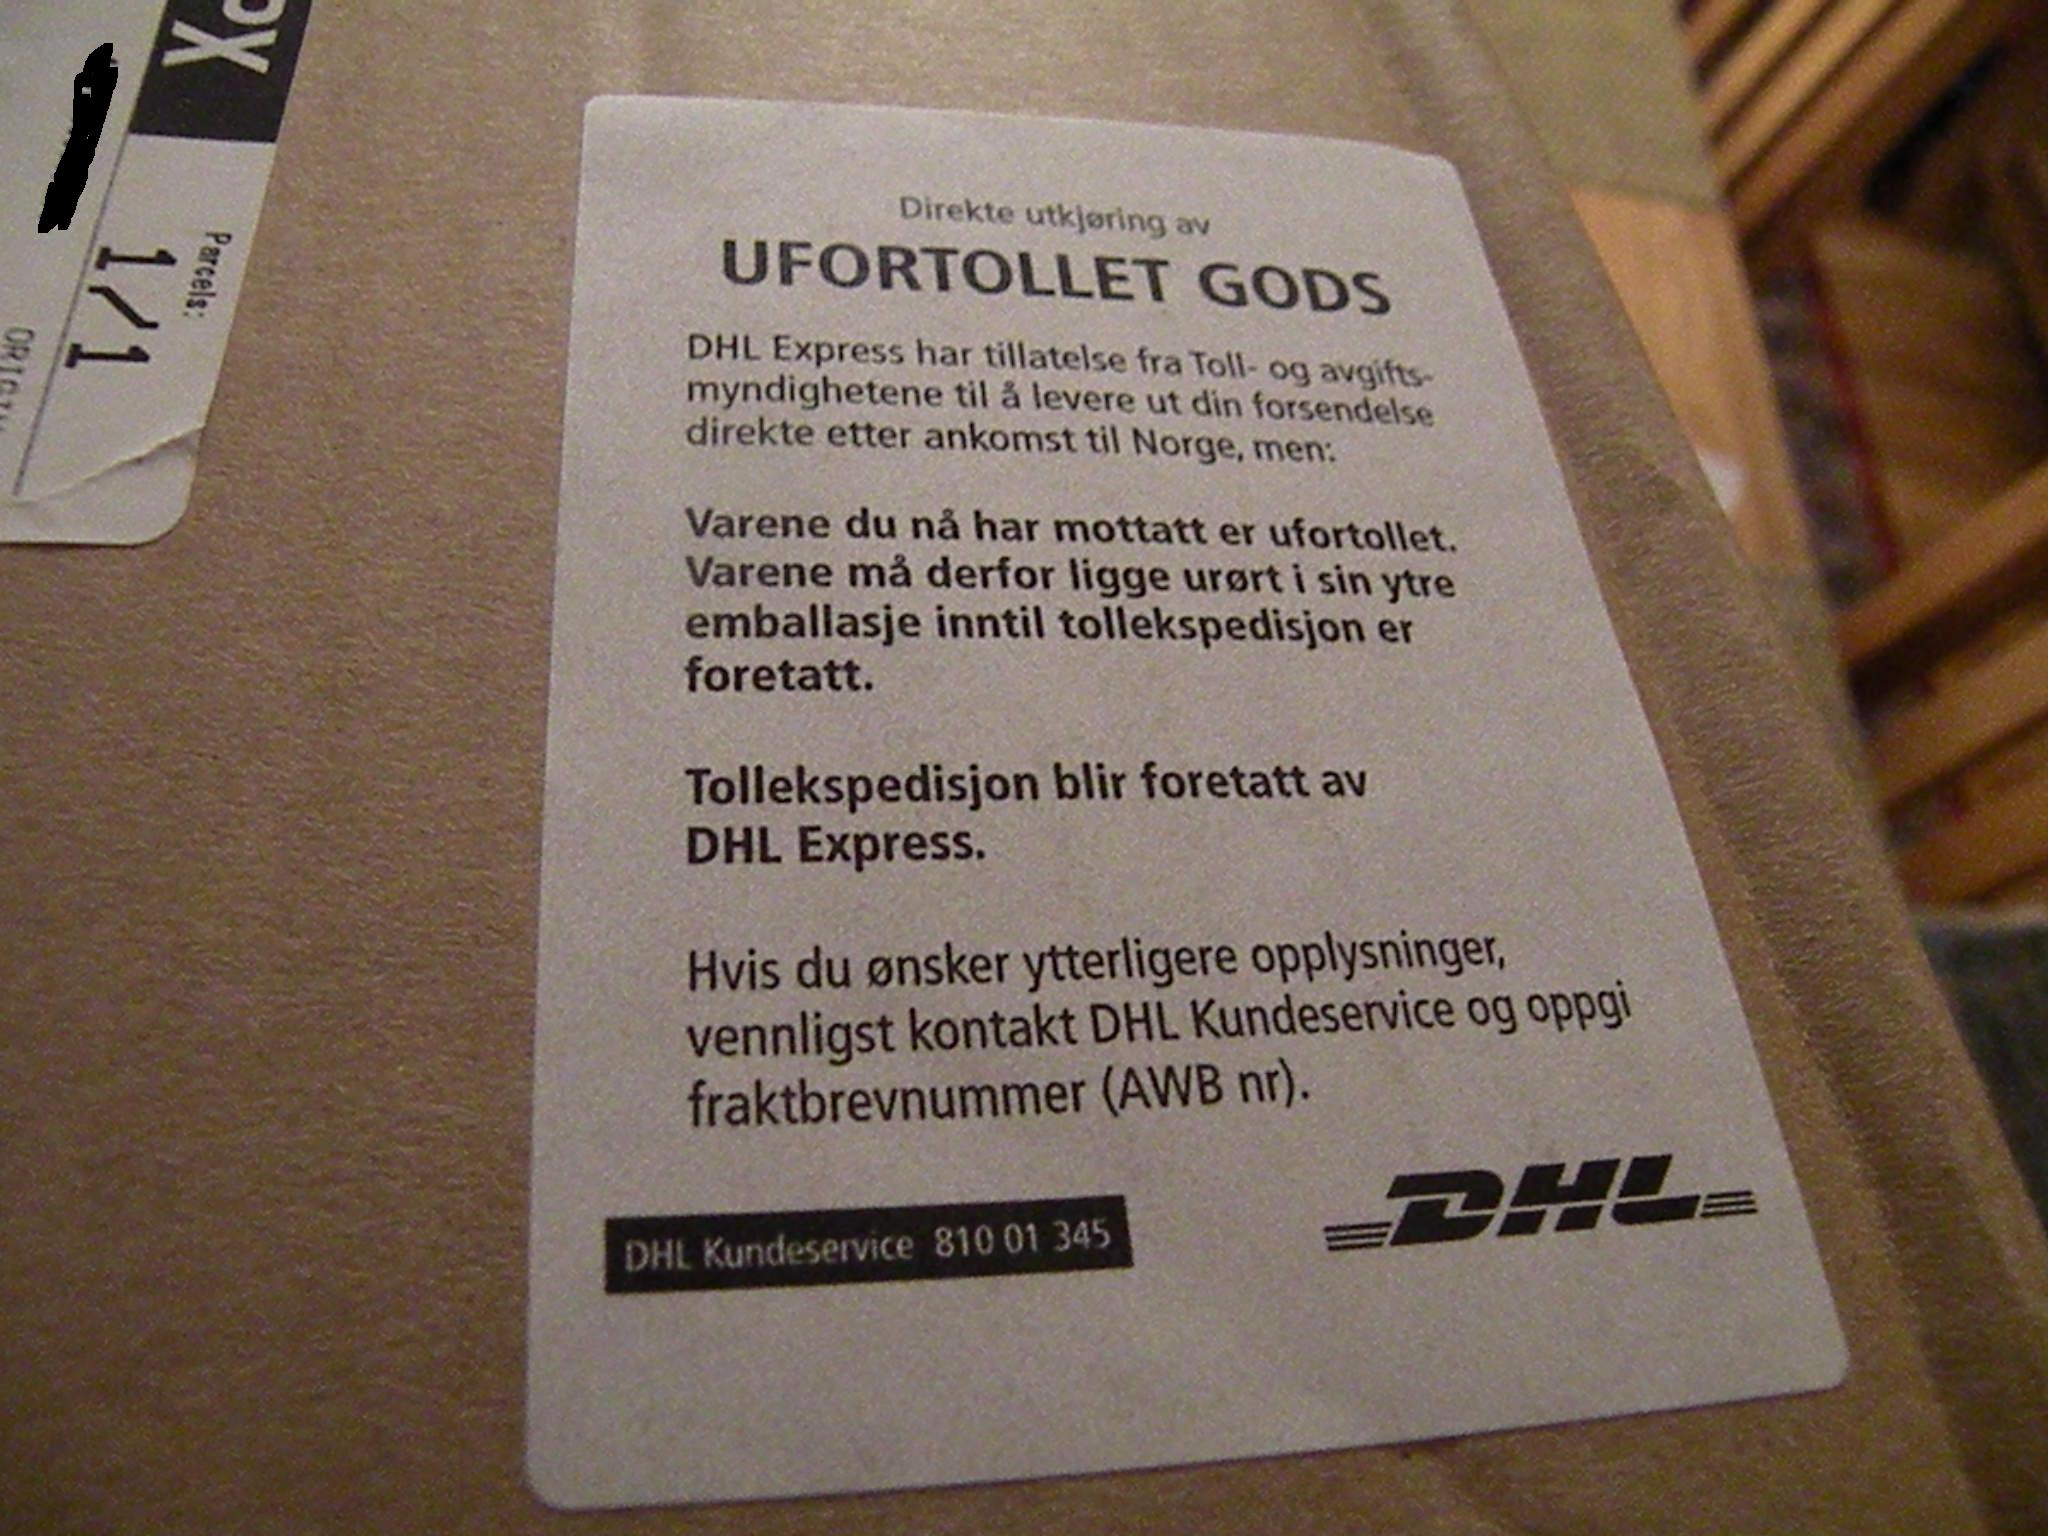 PX
Parcels:
1/1
Direkte utkjøring av
UFORTOLLET GODS
DHL Express har tillatelse fra Toll- og avgifts-
myndighetene til å levere ut din forsendelse
direkte etter ankomst til Norge, men:
Varene du nå har mottatt er ufortollet.
Varene må derfor ligge urørt i sin ytre
emballasje inntil tollekspedisjon er
foretatt.
Tollekspedisjon blir foretatt av
DHL Express.
Hvis du ønsker ytterligere opplysninger,
vennligst kontakt DHL Kundeservice og oppgi
fraktbrevnummer (AWB nr).
DHL Kundeservice 810 01 345
DHL